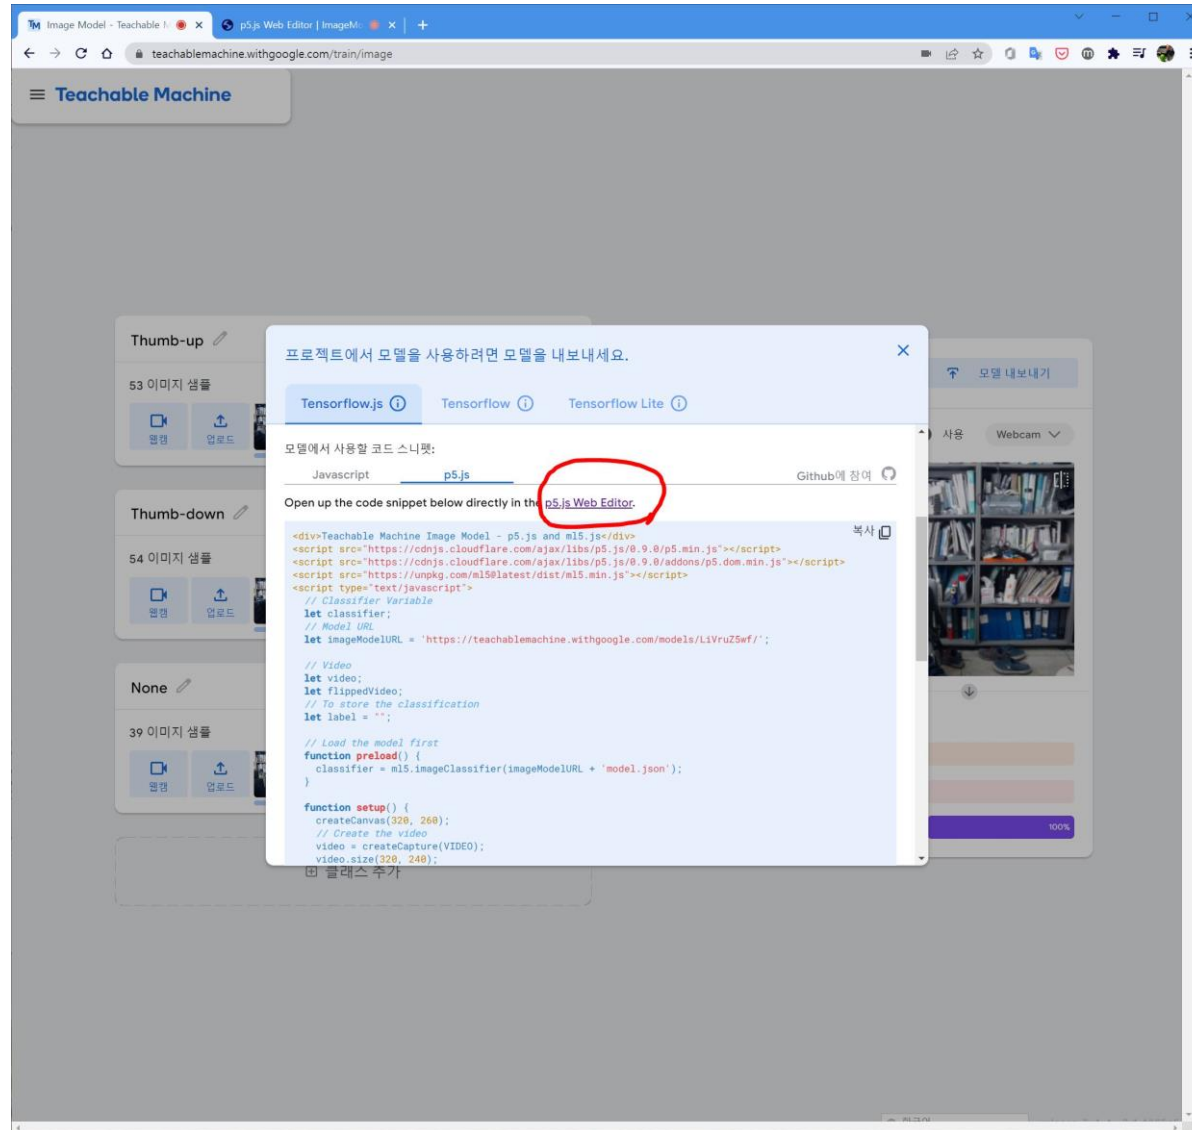 Image Model - Teachable M
p5.js Web Editor | ImageMo
teachablemachine.withgoogle.com/train/image
Teachable Machine
Thumb-up
53 이미지 샘플
웹캠
업로드
Thumb-down
54 이미지 샘플
웹캠
업로드
None
39 이미지 샘플
웹캠
업로드
클래스 추가
프로젝트에서 모델을 사용하려면 모델을 내보내세요.
Tensorflow.js
Tensorflow
Tensorflow Lite
모델에서 사용할 코드 스니펫:
Javascript
p5.js
Github에 참여
Open up the code snippet below directly in the p5.js Web Editor.
복사
<div>Teachable Machine Image Model - p5.js and ml5.js</div>
<script src="https://cdnjs.cloudflare.com/ajax/libs/p5.js/0.9.0/p5.min.js"></script>
<script src="https://cdnjs.cloudflare.com/ajax/libs/p5.js/0.9.0/addons/p5.dom.min.js"></script>
<script src="https://unpkg.com/ml5@latest/dist/ml5.min.js"></script>
<script type="text/javascript">
// Classifier Variable
let classifier;
// Model URL
let imageModelURL = 'https://teachablemachine.withgoogle.com/models/LiVruZ5wf/';
// Video
let video;
let flippedVideo;
// To store the classification
let label = "";
// Load the model first
function preload() {
classifier = ml5.imageClassifier(imageModelURL + 'model.json');
}
function setup() {
createCanvas(320, 260);
// Create the video
video = createCapture(VIDEO);
video.size(320, 240);
모델 내보내기
사용
Webcam
100%